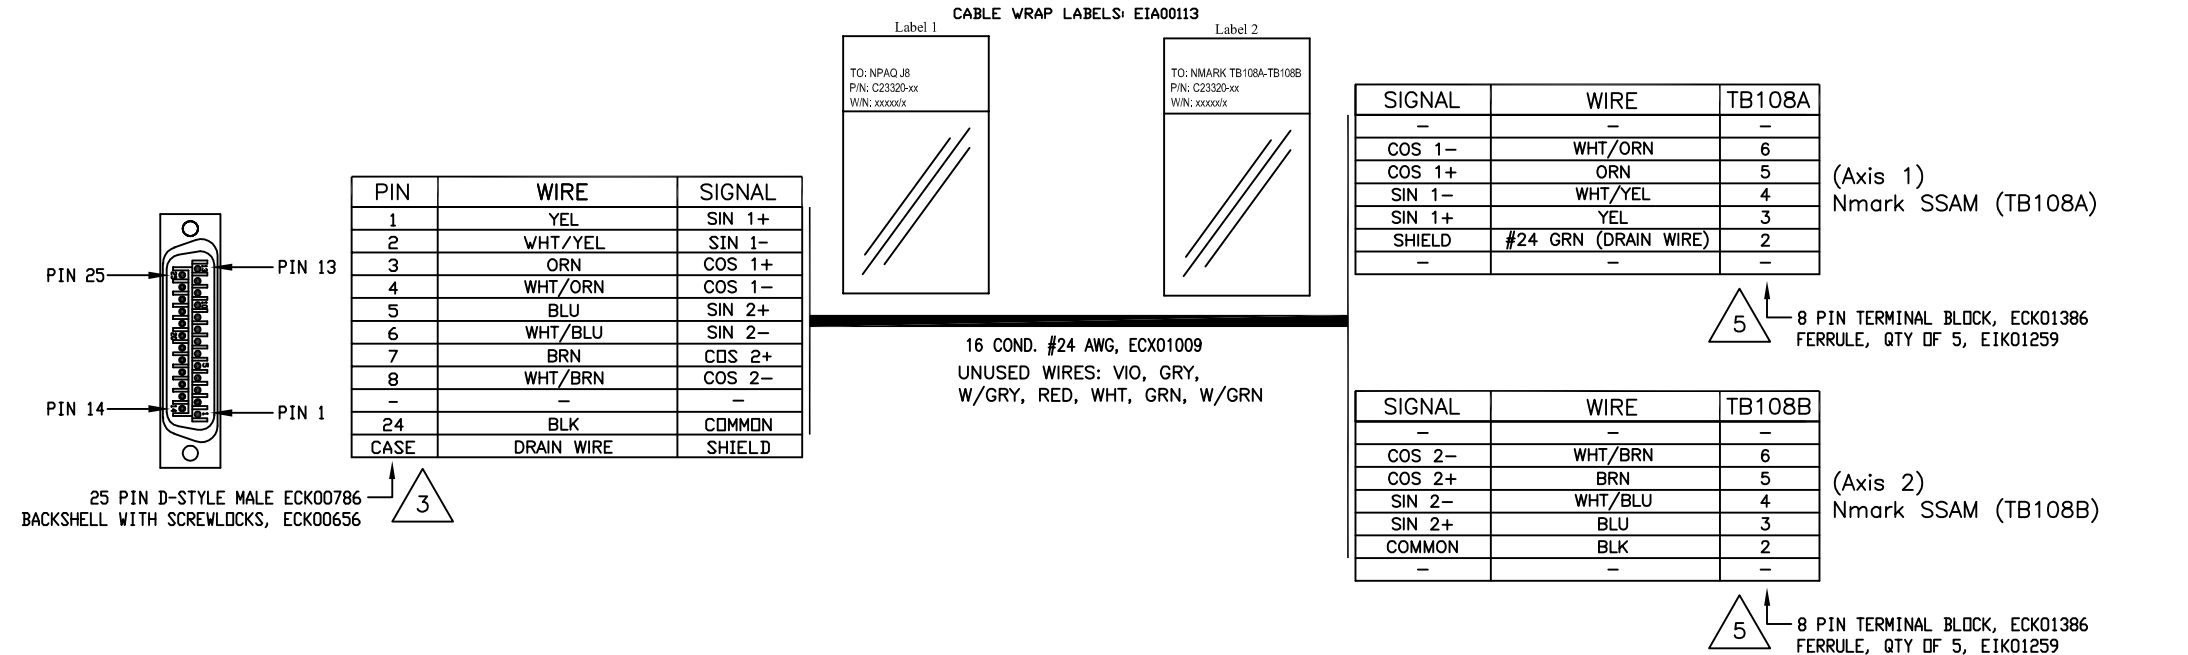 CABLE WRAP LABELS: EIA00113
Label 1
TO: NPAQ J8
P/N: C23320-xx
W/N: xxxxx/x
Label 2
TO: NMARK TB108A-TB108B
P/N: C23320-xx
W/N: xxxxx/x
PIN 25
PIN 13
PIN 14
PIN 1
PIN WIRE SIGNAL
1 YEL SIN 1+
2 WHT/YEL SIN 1-
3 ORN COS 1+
4 WHT/ORN COS 1-
5 BLU SIN 2+
6 WHT/BLU SIN 2-
7 BRN COS 2+
8 WHT/BRN COS 2-
- - -
24 BLK COMMON
CASE DRAIN WIRE SHIELD
25 PIN D-STYLE MALE ECK00786
BACKSHELL WITH SCREWLOCKS, ECK00656
3
16 COND. #24 AWG, ECX01009
UNUSED WIRES: VIO, GRY,
W/GRY, RED, WHT, GRN, W/GRN
SIGNAL WIRE TB108A
- - -
COS 1- WHT/ORN 6
COS 1+ ORN 5
SIN 1- WHT/YEL 4
SIN 1+ YEL 3
SHIELD #24 GRN (DRAIN WIRE) 2
- - -
(Axis 1)
Nmark SSAM (TB108A)
5
8 PIN TERMINAL BLOCK, ECK01386
FERRULE, QTY OF 5, EIK01259
SIGNAL WIRE TB108B
- - -
COS 2- WHT/BRN 6
COS 2+ BRN 5
SIN 2- WHT/BLU 4
SIN 2+ BLU 3
COMMON BLK 2
- - -
(Axis 2)
Nmark SSAM (TB108B)
5
8 PIN TERMINAL BLOCK, ECK01386
FERRULE, QTY OF 5, EIK01259